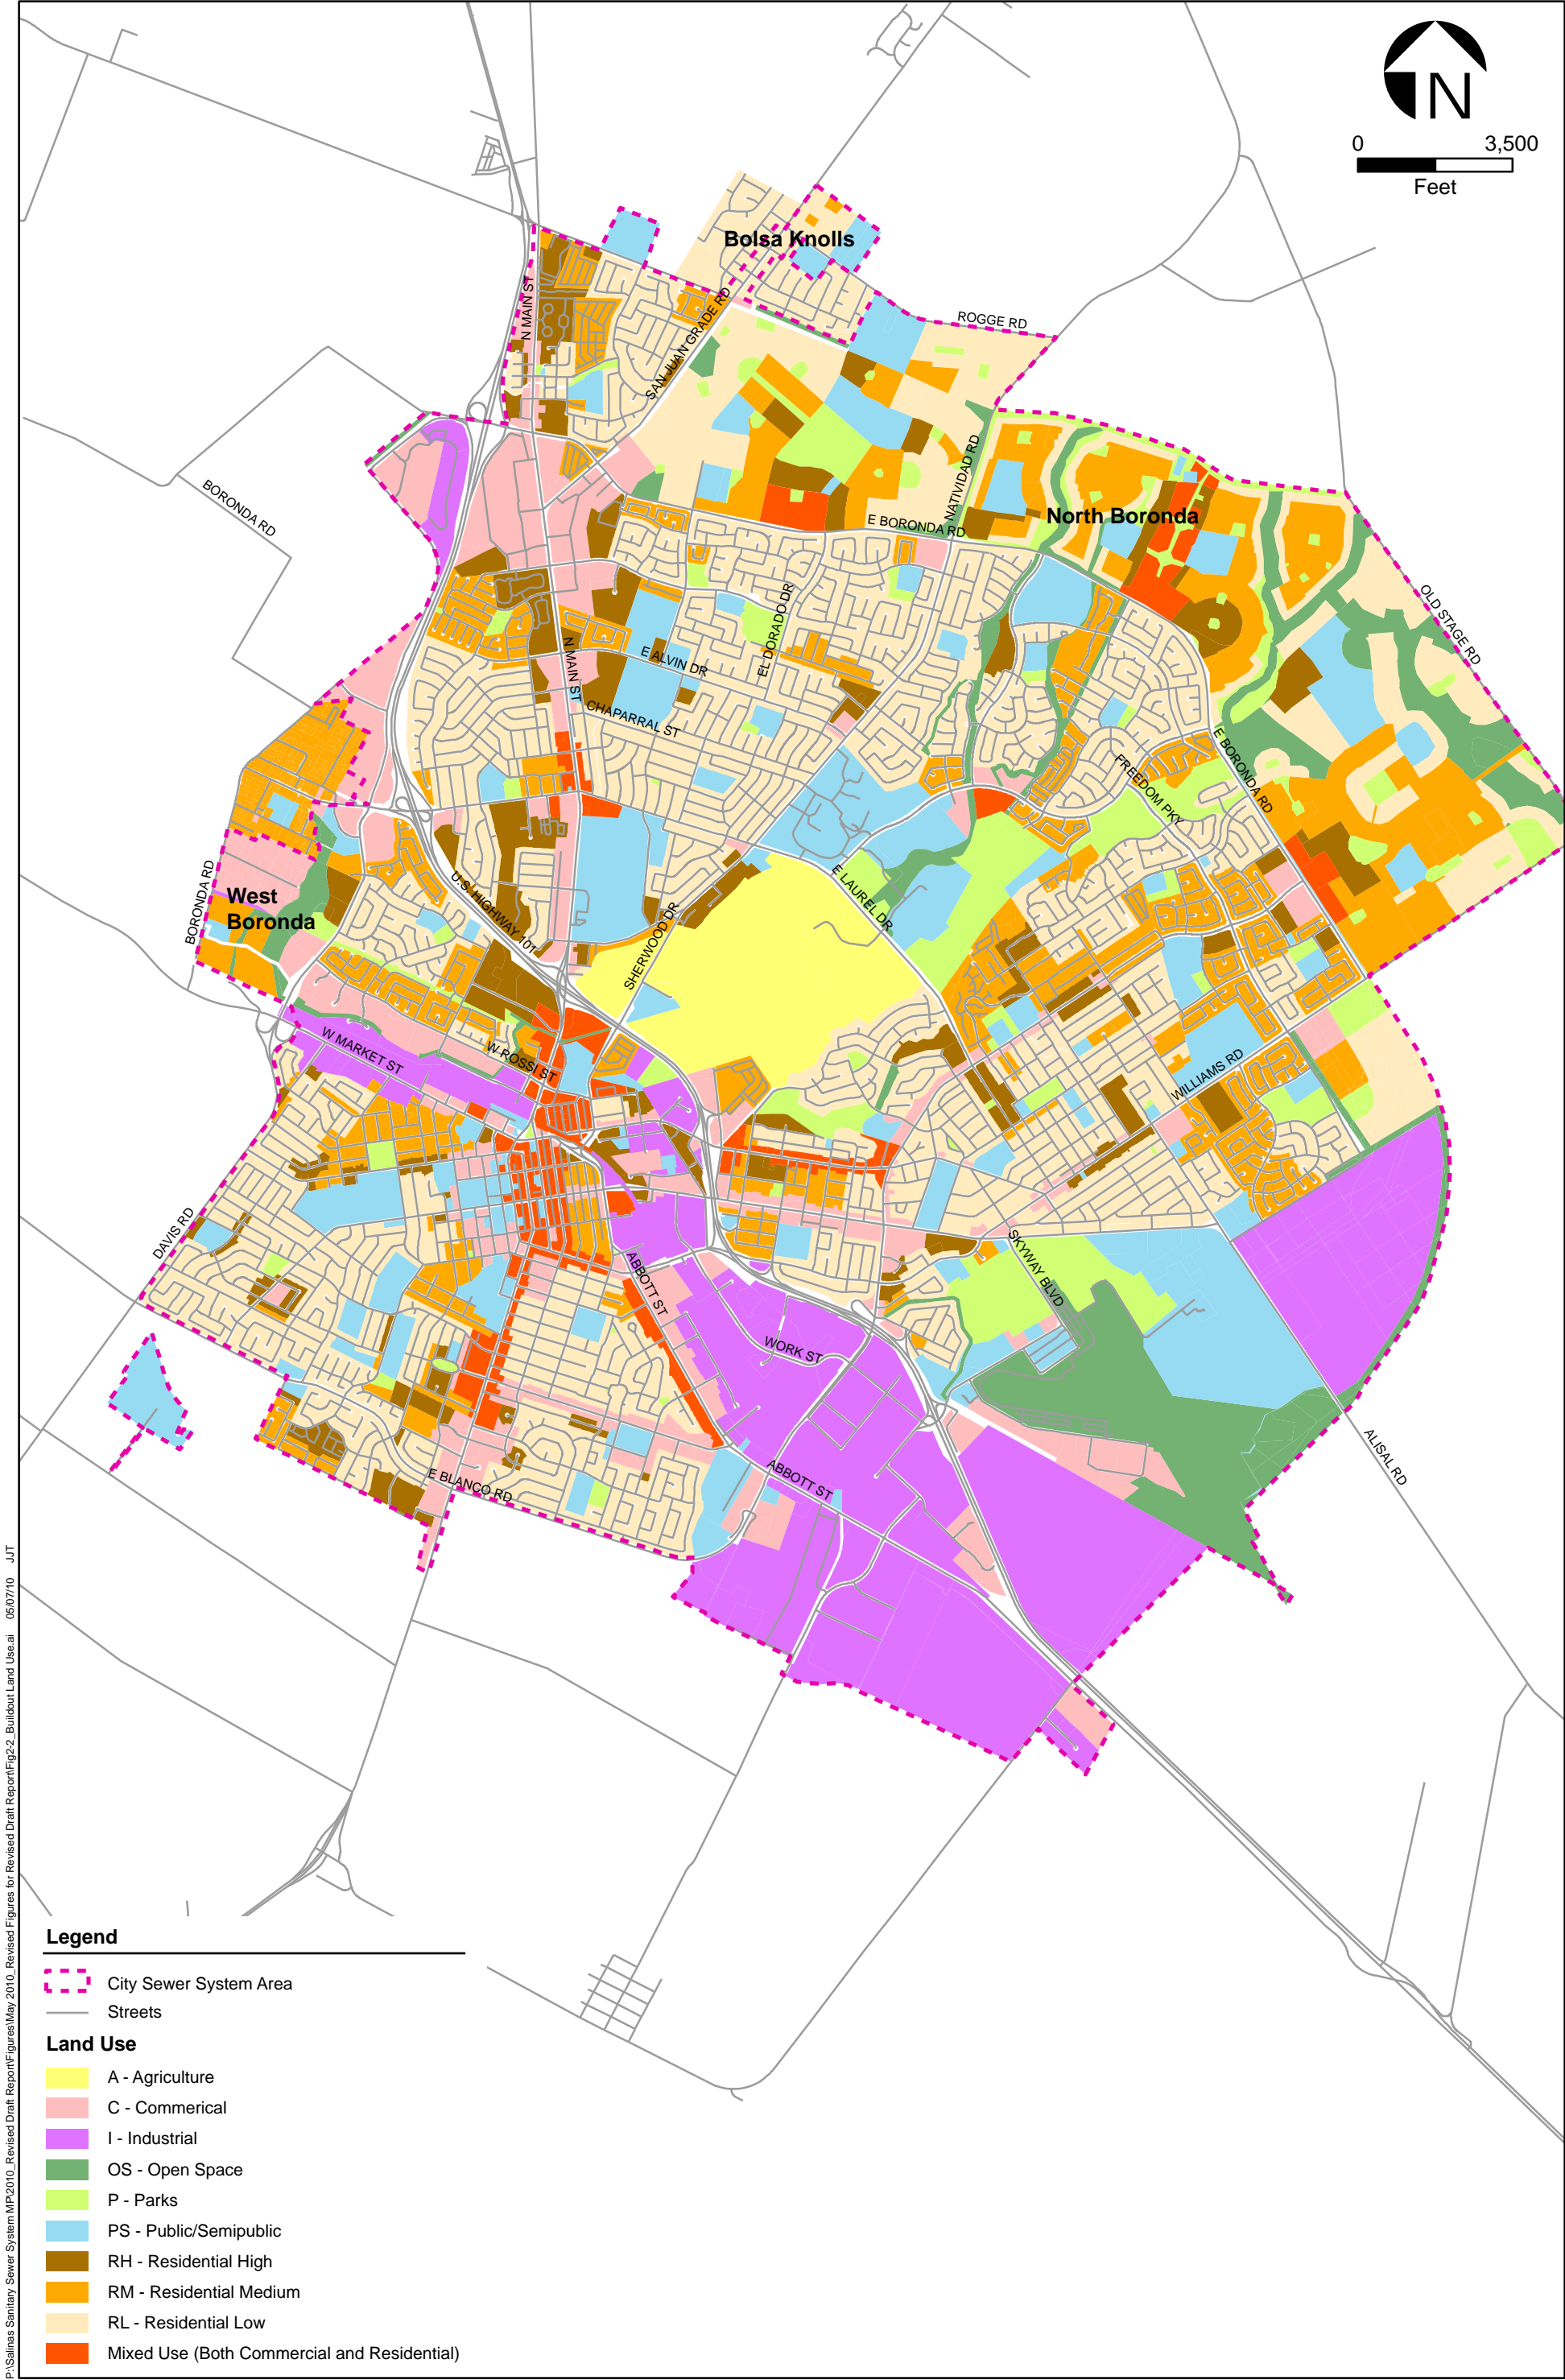 N
0 3,500
Feet
Bolsa Knolls
N MAIN ST
ROGGE RD
SAN JUAN GRADE RD
NATIVIDAD RD
BORONDA RD
E BORONDA RD
North Boronda
OLD STAGE RD
EL DORADO DR
N MAIN ST
E ALVIN DR
CHAPARRAL ST
E BORONDA RD
FREEDOM PKY
BORONDA RD
West
Boronda
U.S. HIGHWAY 101
E LAUREL DR
SHERWOOD DR
W MARKET ST
W ROSSI ST
WILLIAMS RD
DAVIS RD
ABBOTT ST
SKYWAY BLVD
WORK ST
ALISAL RD
E BLANCO RD
ABBOTT ST
Legend
City Sewer System Area
Streets
Land Use
A - Agriculture
C - Commerical
I - Industrial
OS - Open Space
P - Parks
PS - Public/Semipublic
RH - Residential High
RM - Residential Medium
RL - Residential Low
Mixed Use (Both Commercial and Residential)
P:\Salinas Sanitary Sewer System MP\2010_Revised Draft Report\Figures\May 2010_Revised Figures for Revised Draft Report\Fig2-2_Buildout Land Use.ai 05/07/10 JJT